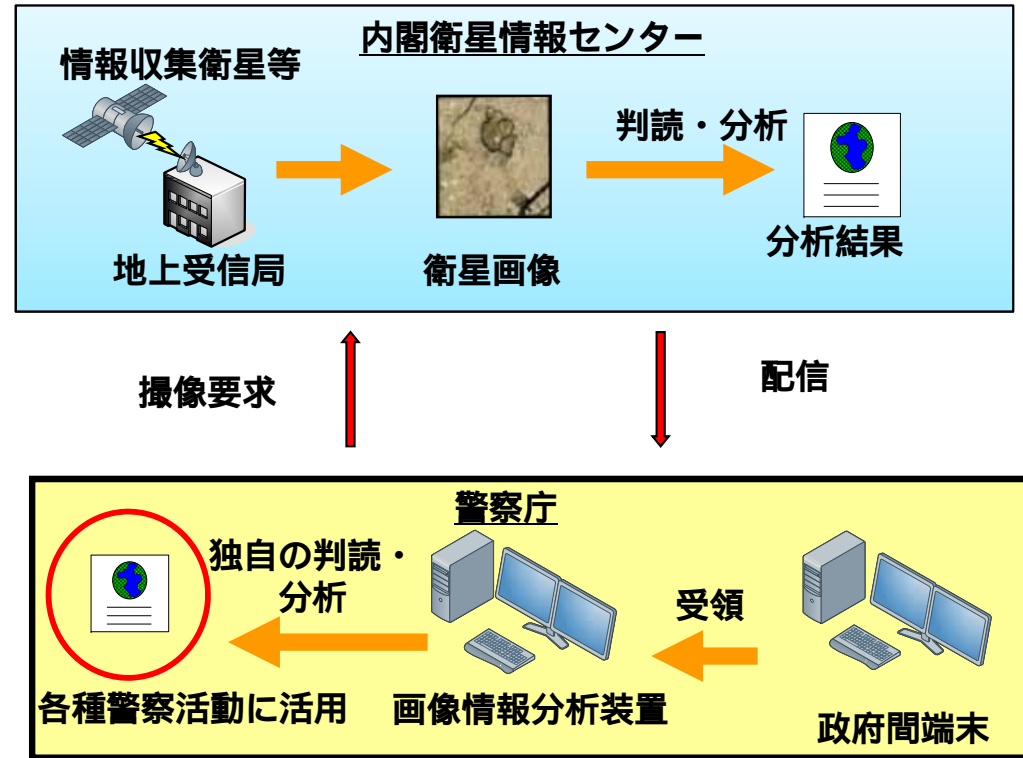 内閣衛星情報センター
情報収集衛星等
判読・分析
地上受信局
衛星画像
分析結果
撮像要求
配信
警察庁
独自の判読・
分析
受領
各種警察活動に活用
画像情報分析装置
政府間端末